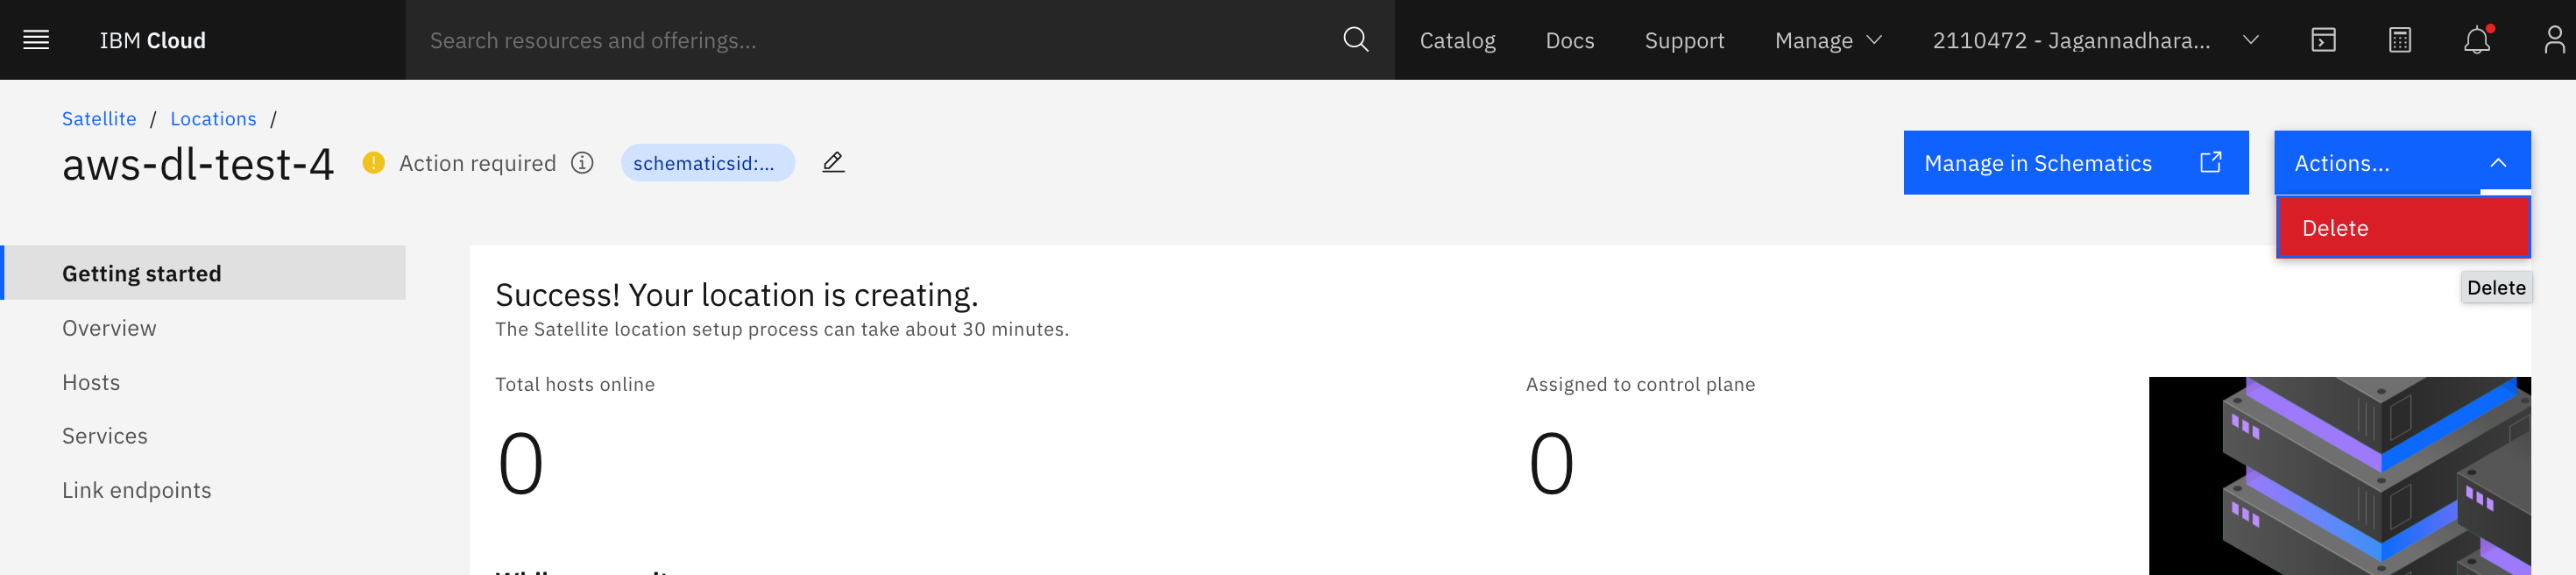 IBM Cloud
Search resources and offerings...
Catalog
Docs
Support
Manage
2110472 - Jagannadhara...
Satellite / Locations /
aws-dl-test-4
Action required
schematicsid:...
Manage in Schematics
Actions...
Delete
Delete
Getting started
Overview
Hosts
Services
Link endpoints
Success! Your location is creating.
The Satellite location setup process can take about 30 minutes.
Total hosts online
0
Assigned to control plane
0